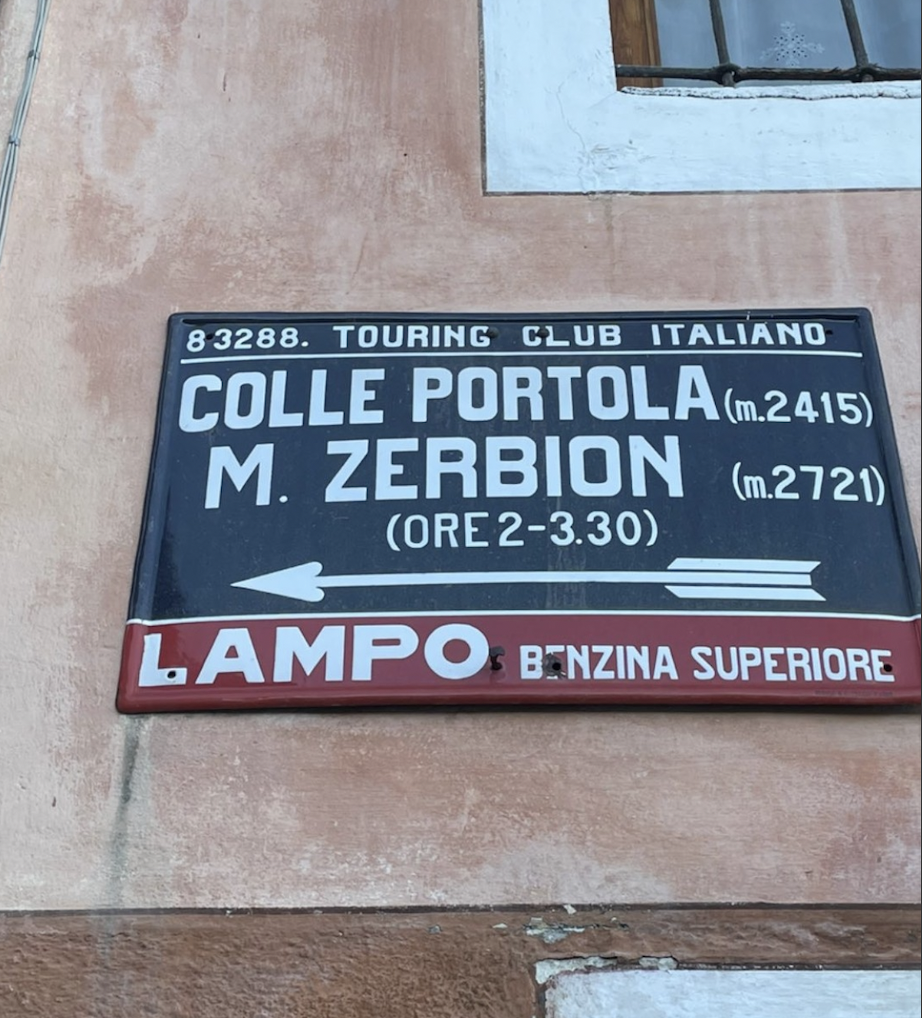 83288. TOURING CLUB ITALIANO
COLLE PORTOLA (m.2415)
M. ZERBION (m.2721)
(ORE 2-3.30)
LAMPO BENZINA SUPERIORE